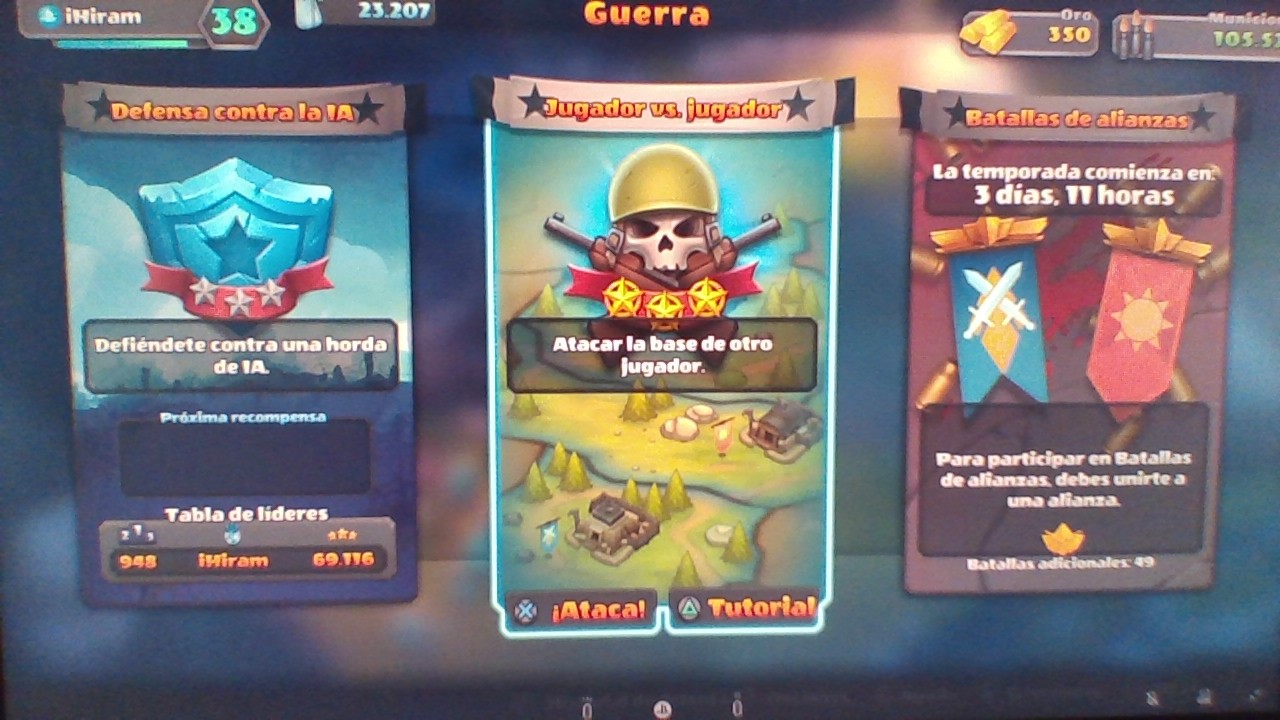 iHiram
38
23.207
Guerra
Oro
350
Defensa contra la IA
Defiéndete contra una horda
de IA.
Próxima recompensa
Tabla de líderes
948 iHiram 69.116
Jugador vs. jugador
Atacar la base de otro
jugador.
¡Ataca!
Tutorial
Batallas de alianzas
La temporada comienza en:
3 días, 11 horas
Para participar en Batallas
de alianzas, debes unirte a
una alianza.
Batallas adicionales: 49